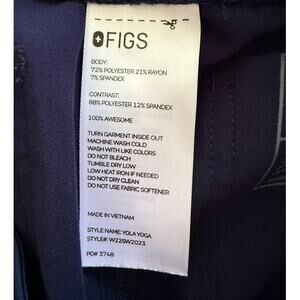 FIGS
BODY:
72% POLYESTER 21% RAYON
7% SPANDEX
CONTRAST:
88% POLYESTER 12% SPANDEX
100% AWESOME
TURN GARMENT INSIDE OUT
MACHINE WASH COLD
WASH WITH LIKE COLORS
DO NOT BLEACH
TUMBLE DRY LOW
LOW HEAT IRON IF NEEDED
DO NOT DRY CLEAN
DO NOT USE FABRIC SOFTENER
MADE IN VIETNAM
STYLE NAME: YOLA YOGA
STYLE#: W22SW2023
PO# 3748